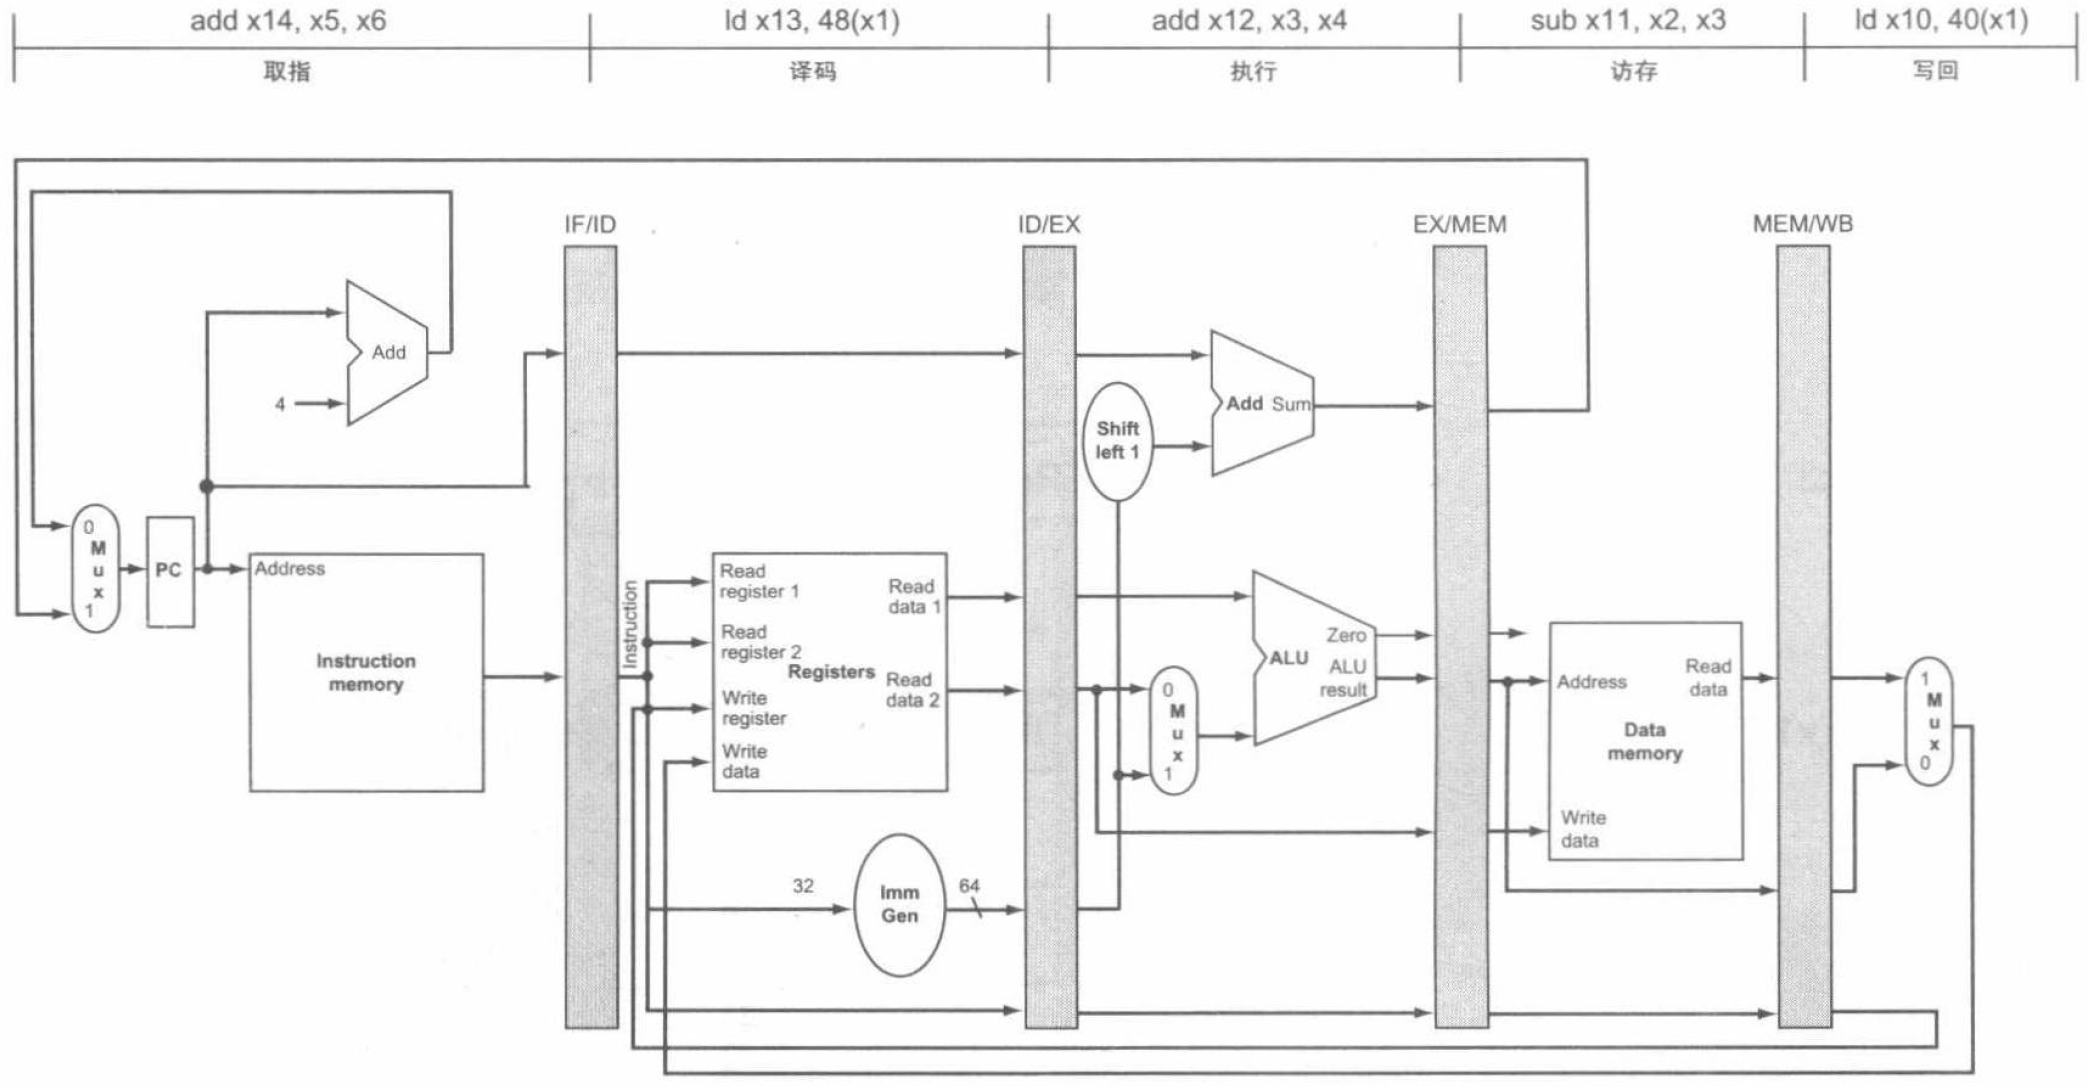 add x14, x5, x6
ld x13, 48(x1)
add x12, x3, x4
sub x11, x2, x3
ld x10, 40(x1)
取指
译码
执行
访存
写回
IF/ID
ID/EX
EX/MEM
MEM/WB
Add
4
Add Sum
Shift
left 1
0
M
u
x
1
PC
Address
Instruction
memory
Instruction
Read
register 1
Read
register 2
Write
register
Write
data
Registers
Read
data 1
Read
data 2
32
Imm
Gen
64
0
M
u
x
1
ALU
Zero
ALU
result
Address
Read
data
Data
memory
Write
data
1
M
u
x
0